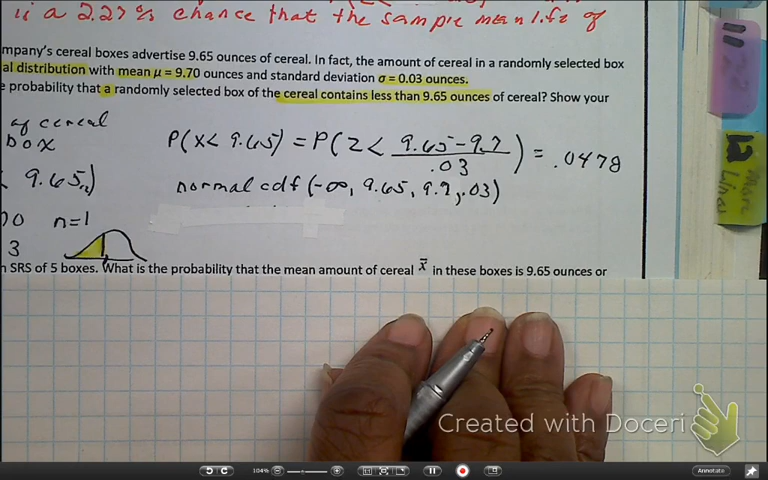 is a 2.27% chance that the sample mean life of
mpany's cereal boxes advertise 9.65 ounces of cereal. In fact, the amount of cereal in a randomly selected box
al distribution with mean μ = 9.70 ounces and standard deviation σ = 0.03 ounces.
e probability that a randomly selected box of the cereal contains less than 9.65 ounces of cereal? Show your
of cereal
box
P(X< 9.65) = P(Z< 9.65-9.7/.03) = .0478
< 9.65)
normalcdf(-∞, 9.65, 9.7, .03)
70 n=1
3
n SRS of 5 boxes. What is the probability that the mean amount of cereal x̄ in these boxes is 9.65 ounces or
Created with Doceri
104%
Annotate